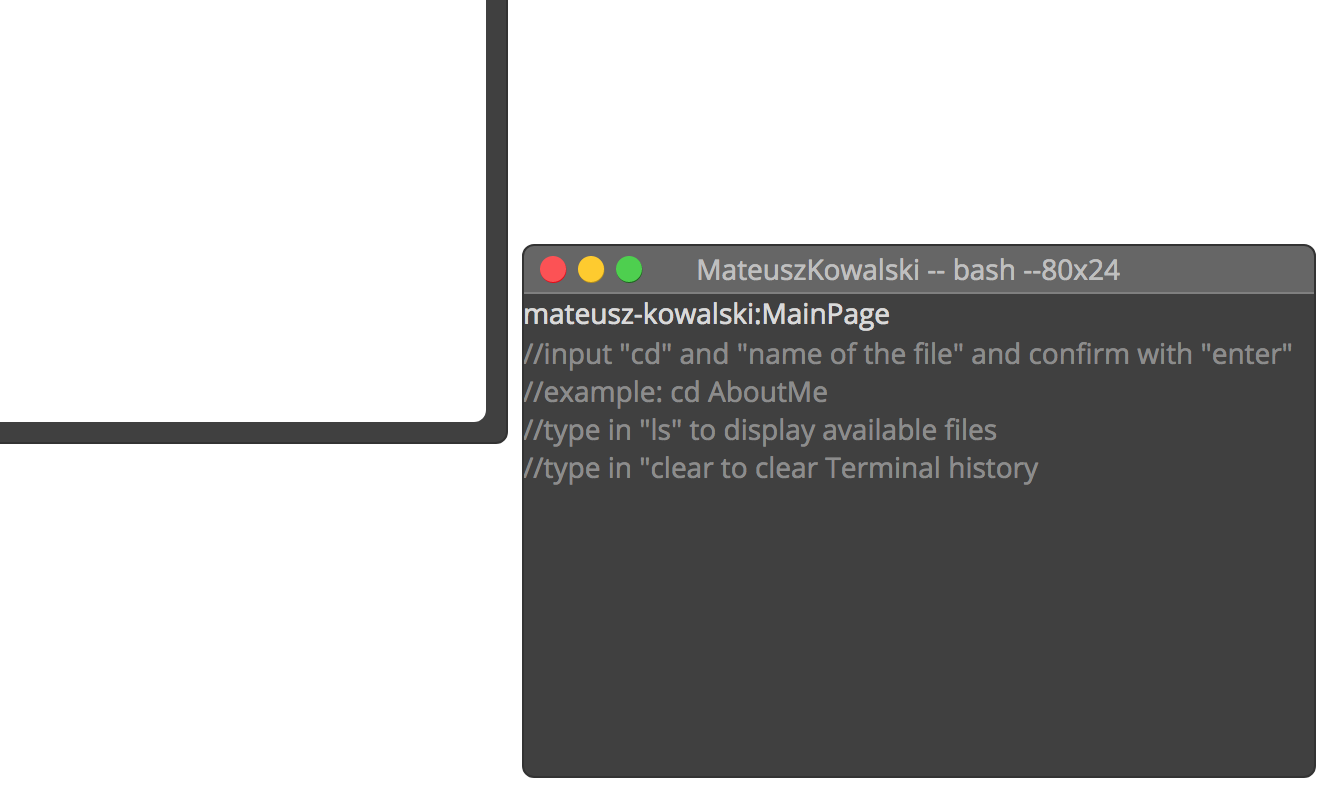 MateuszKowalski -- bash --80x24
mateusz-kowalski:MainPage
//input "cd" and "name of the file" and confirm with "enter"
//example: cd AboutMe
//type in "ls" to display available files
//type in "clear to clear Terminal history